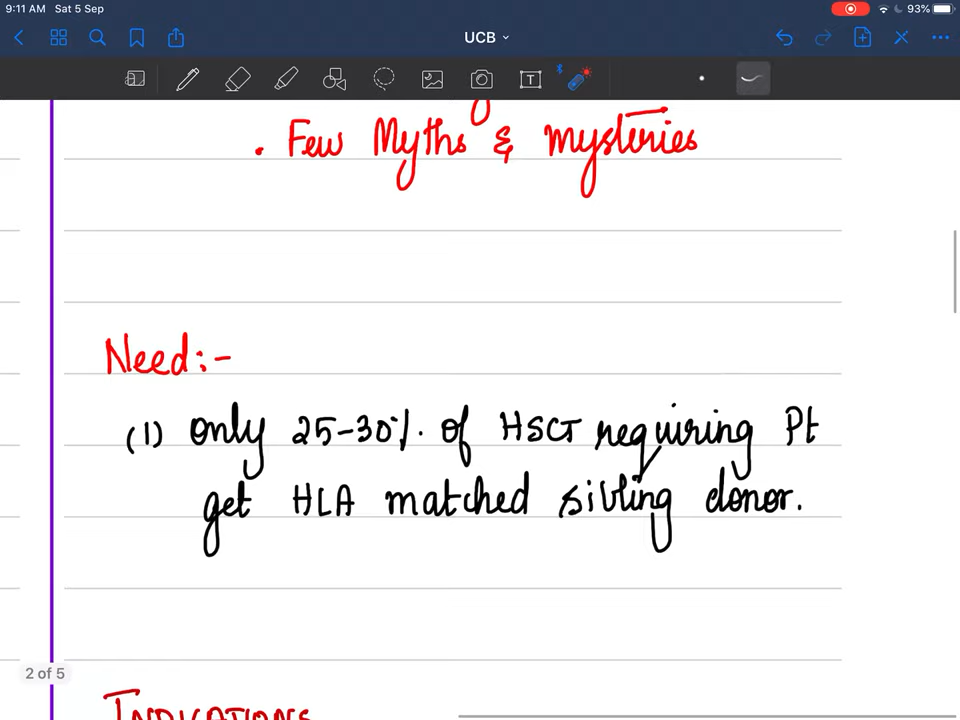 9:11 AM Sat 5 Sep 93%
UCB
T
. Few Myths & mysteries
Need:-
(1) only 25-30%. of HSCT requiring Pt
get HLA matched sibling donor.
2 of 5
INDICATIONS